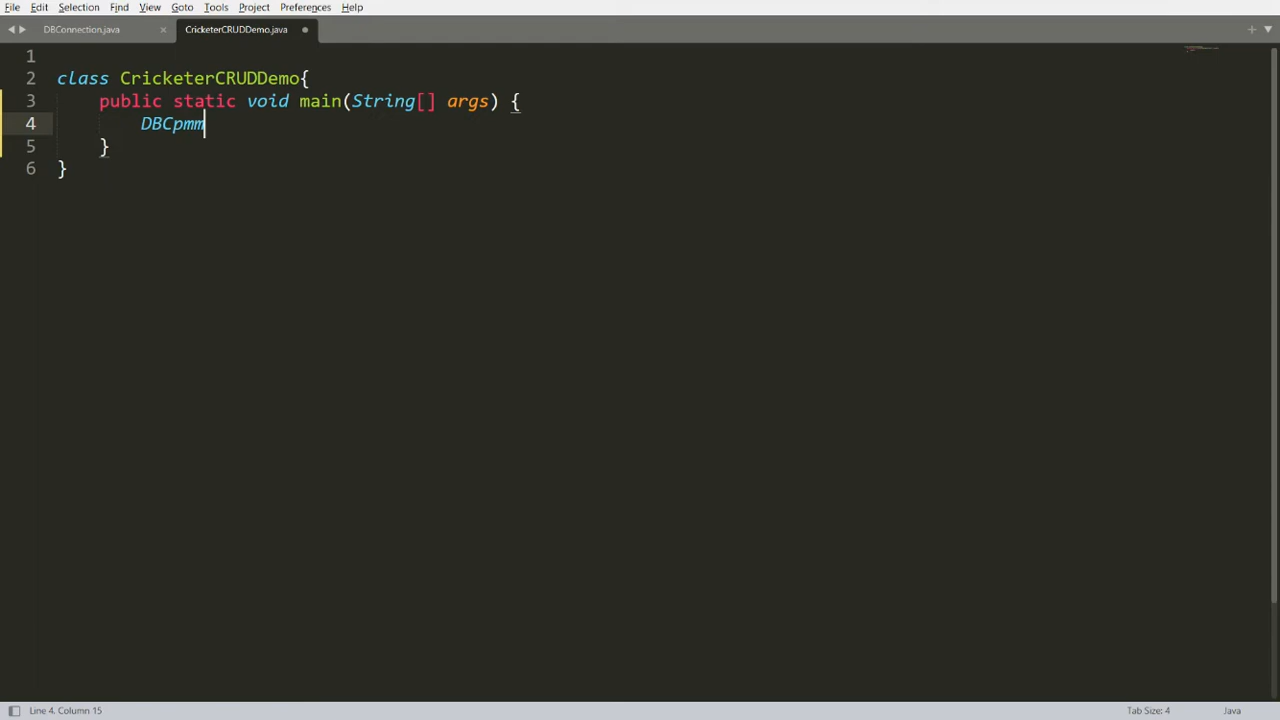 File Edit Selection Find View Goto Tools Project Preferences Help
DBConnection.java × CricketerCRUDDemo.java
1
2 class CricketerCRUDDemo{
3 public static void main(String[] args) {
4 DBCpmm
5 }
6 }
Line 4, Column 15 Tab Size: 4 Java